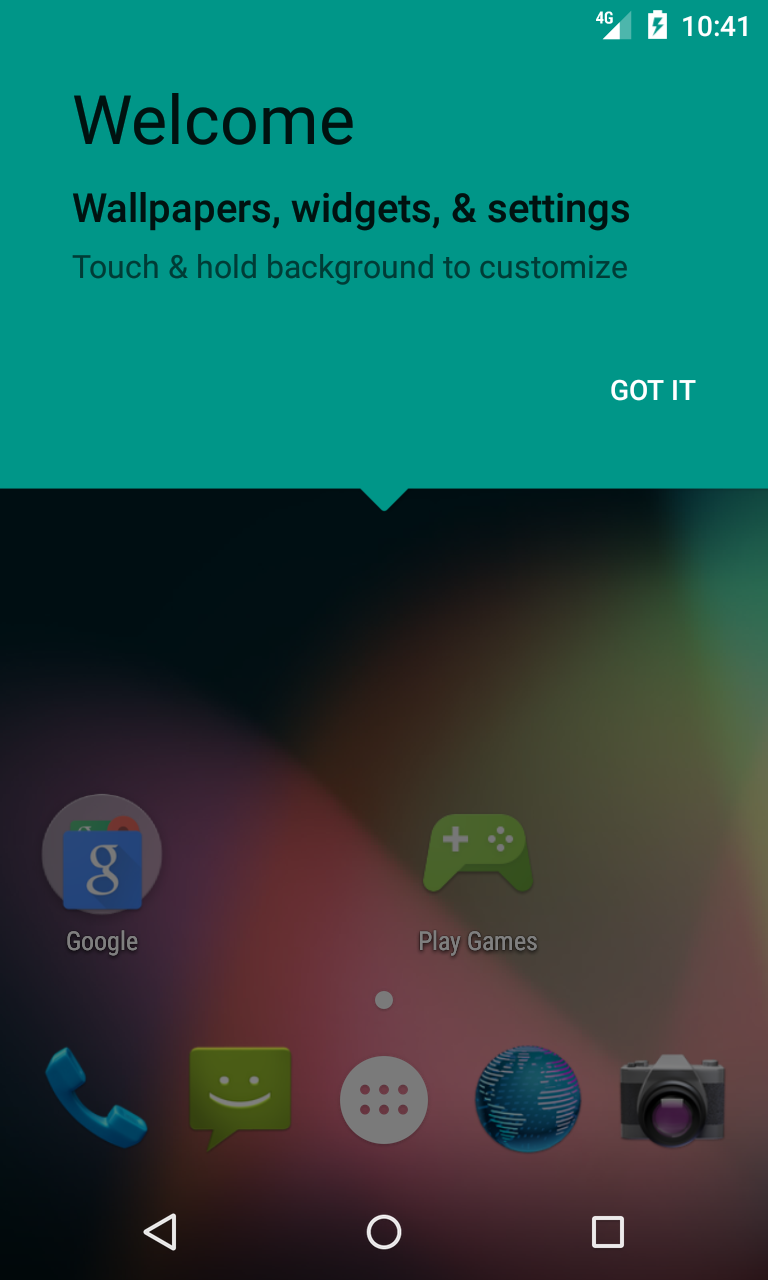 4G 10:41
Welcome
Wallpapers, widgets, & settings
Touch & hold background to customize
GOT IT
g
Google
Play Games